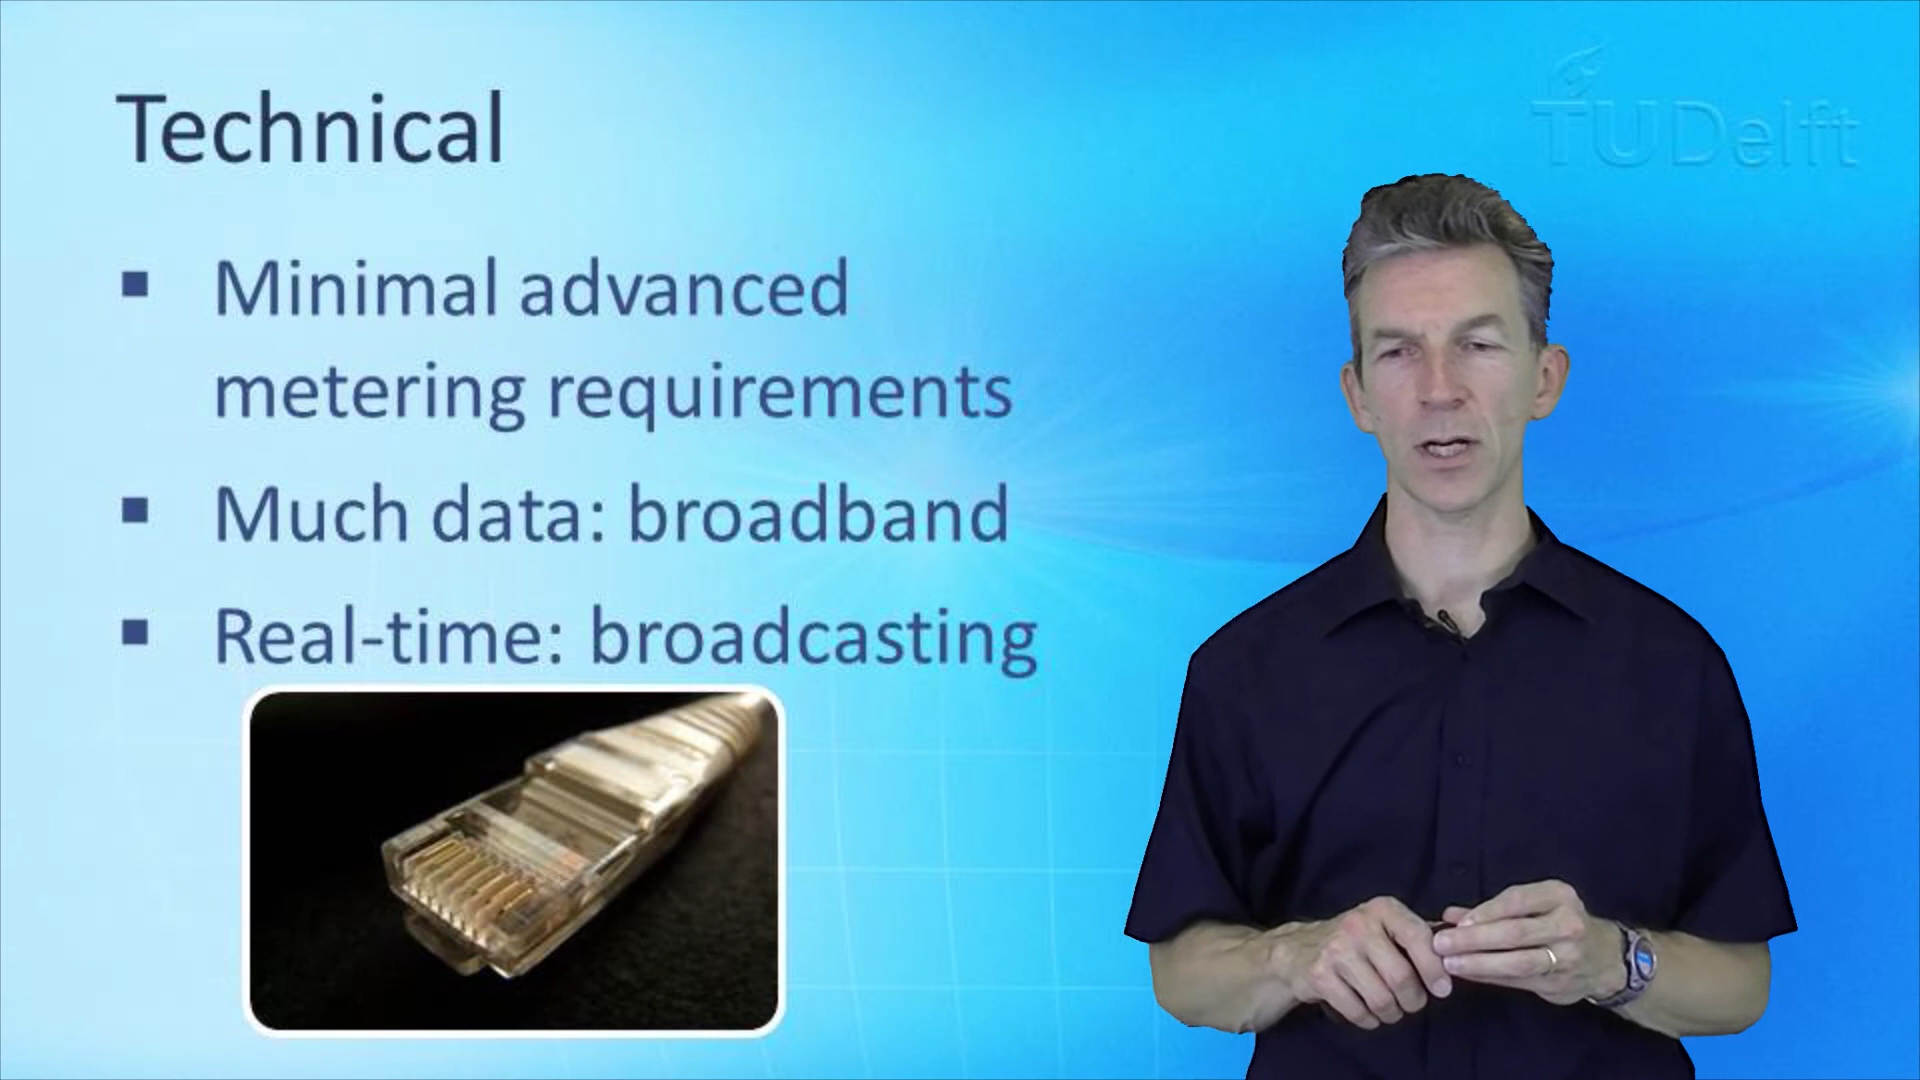 TUDelft
Technical
▪ Minimal advanced
metering requirements
▪ Much data: broadband
▪ Real-time: broadcasting